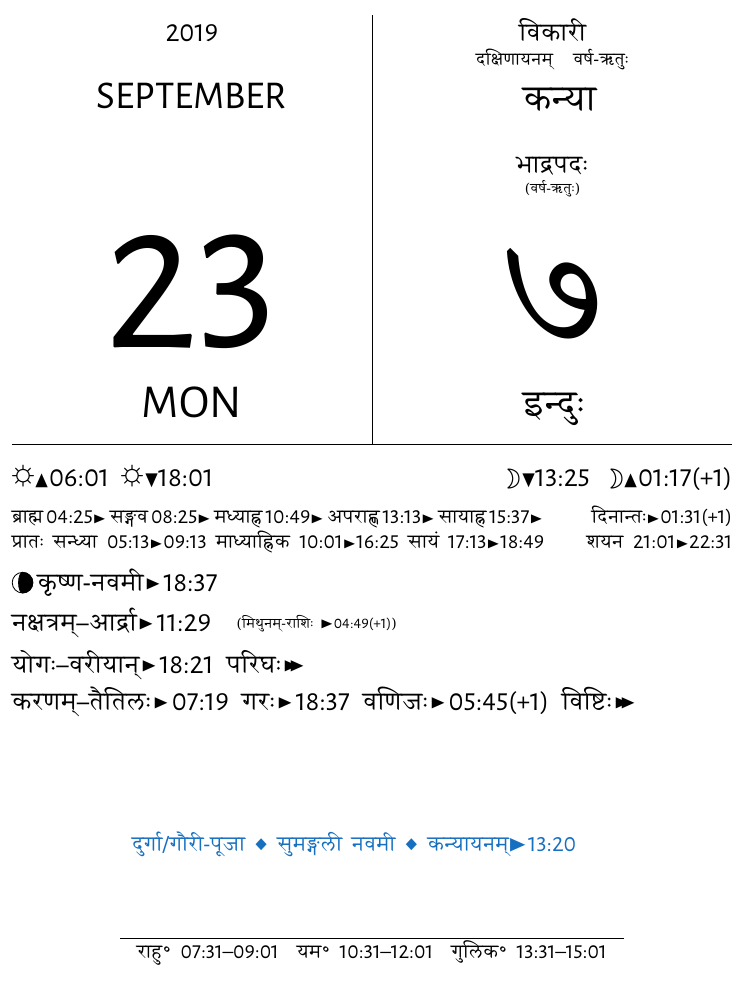 2019
SEPTEMBER
23
MON
विकारी
दक्षिणायनम् वर्ष-ऋतुः
कन्या
भाद्रपदः
(वर्ष-ऋतुः)
७
इन्दुः
☼▲06:01 ☼▼18:01 ☽▼13:25 ☽▲01:17(+1)
ब्राह्म 04:25► सङ्गव 08:25► मध्याह्न 10:49► अपराह्ण 13:13► सायाह्न 15:37► दिनान्तः►01:31(+1)
प्रातः सन्ध्या 05:13►09:13 माध्याह्निक 10:01►16:25 सायं 17:13►18:49 शयन 21:01►22:31
कृष्ण-नवमी►18:37
नक्षत्रम्–आर्द्रा►11:29 (मिथुनम्-राशिः ►04:49(+1))
योगः–वरीयान्►18:21 परिघः►►
करणम्–तैतिलः►07:19 गरः►18:37 वणिजः►05:45(+1) विष्टिः►►
दुर्गा/गौरी-पूजा ◆ सुमङ्गली नवमी ◆ कन्यायनम्►13:20
राहु॰ 07:31–09:01 यम॰ 10:31–12:01 गुलिक॰ 13:31–15:01